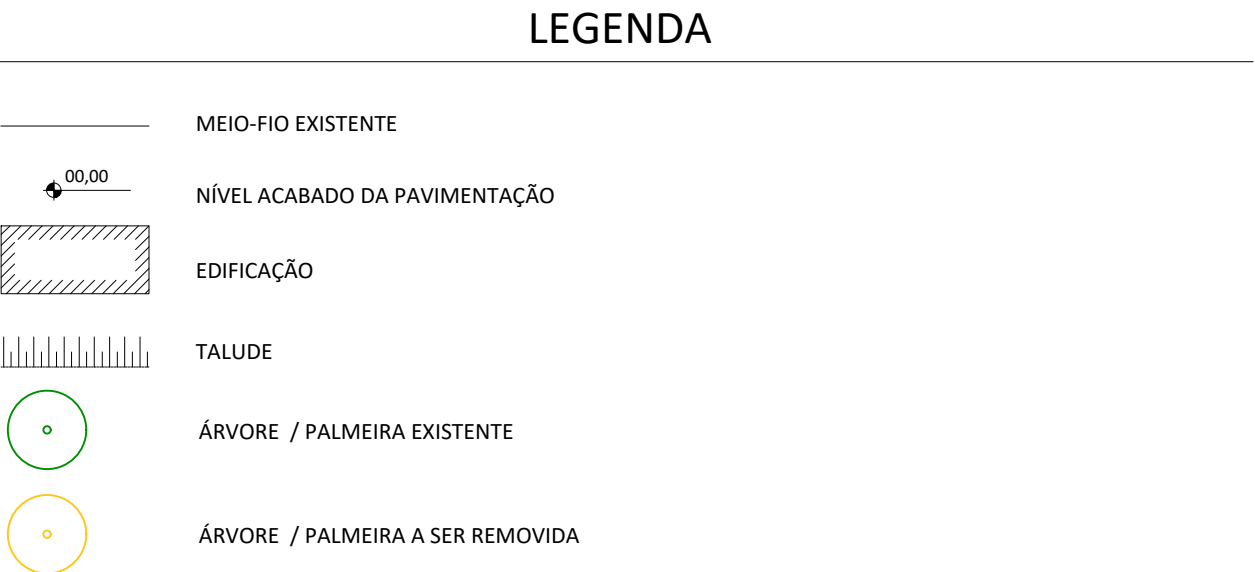 LEGENDA
MEIO-FIO EXISTENTE
00,00
NÍVEL ACABADO DA PAVIMENTAÇÃO
EDIFICAÇÃO
TALUDE
ÁRVORE / PALMEIRA EXISTENTE
ÁRVORE / PALMEIRA A SER REMOVIDA